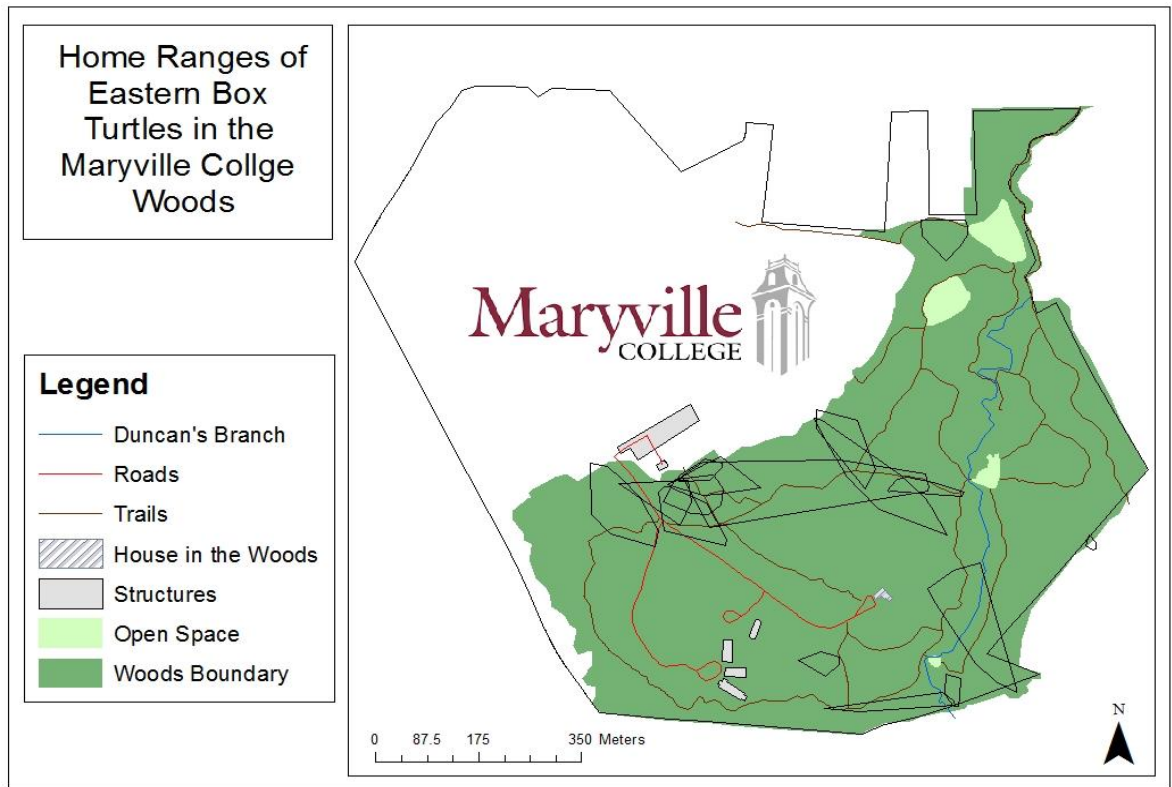 Home Ranges of
Eastern Box
Turtles in the
Maryville Collge
Woods
Maryville
COLLEGE
Legend
Duncan's Branch
Roads
Trails
House in the Woods
Structures
Open Space
Woods Boundary
0 87.5 175 350 Meters
N